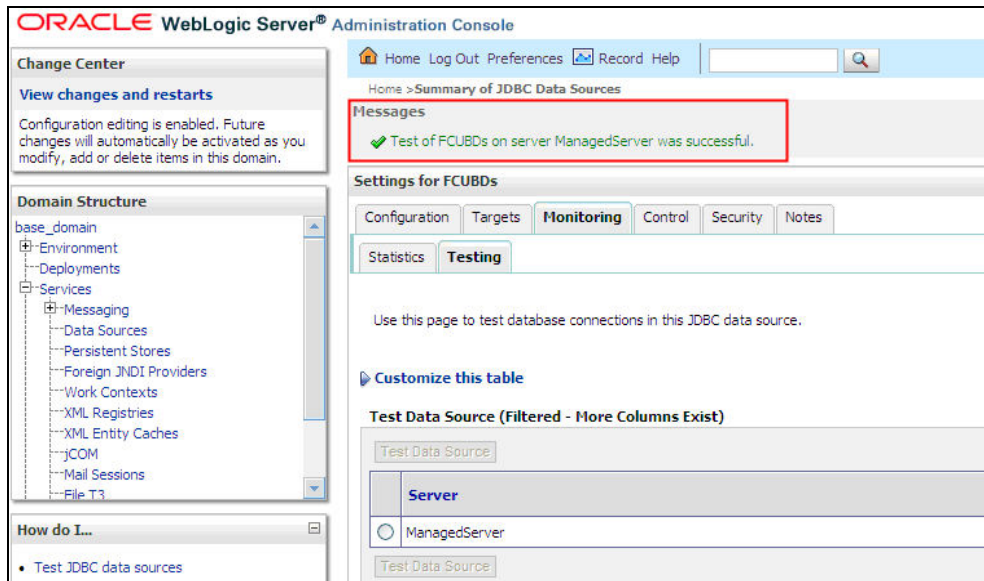 ORACLE WebLogic Server® Administration Console
Change Center
View changes and restarts
Configuration editing is enabled. Future
changes will automatically be activated as you
modify, add or delete items in this domain.
Domain Structure
base_domain
Environment
Deployments
Services
Messaging
Data Sources
Persistent Stores
Foreign JNDI Providers
Work Contexts
XML Registries
XML Entity Caches
jCOM
Mail Sessions
File T3
How do I...
Test JDBC data sources
Home Log Out Preferences Record Help
Home >Summary of JDBC Data Sources
Messages
Test of FCUBDs on server ManagedServer was successful.
Settings for FCUBDs
Configuration Targets Monitoring Control Security Notes
Statistics Testing
Use this page to test database connections in this JDBC data source.
Customize this table
Test Data Source (Filtered - More Columns Exist)
Test Data Source
Server
ManagedServer
Test Data Source